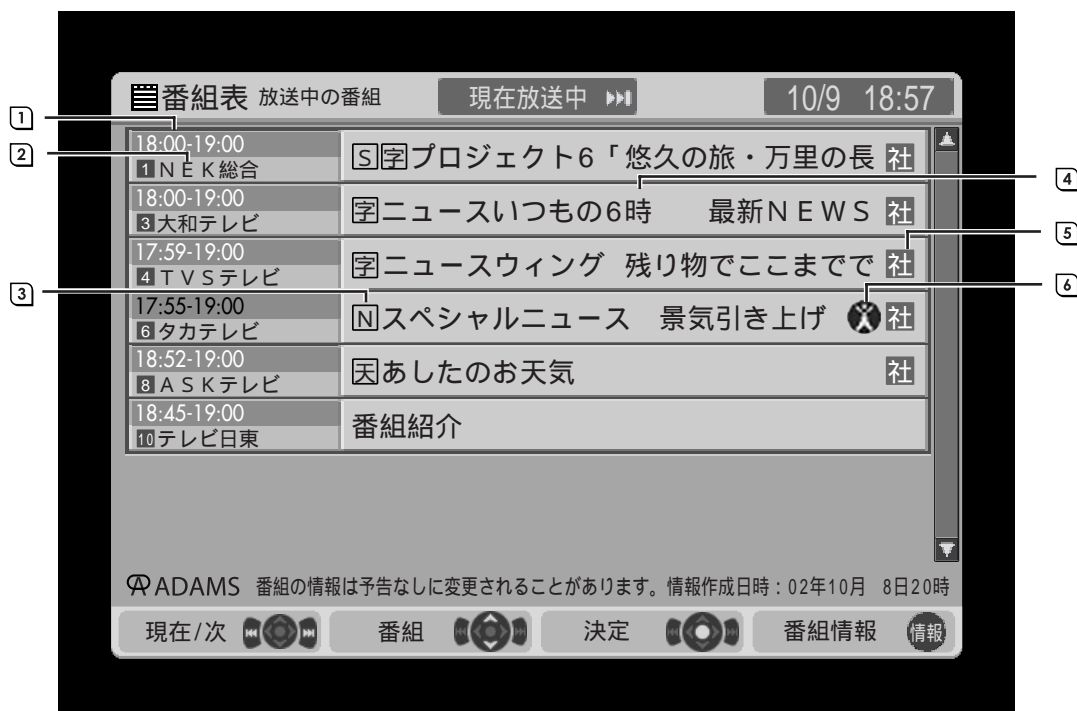 番組表 放送中の番組 現在放送中 10/9 18:57
1
18:00-19:00
2
1 NEK総合
S字プロジェクト6「悠久の旅・万里の長 社
4
18:00-19:00
3 大和テレビ
字ニュースいつもの6時 最新NEWS 社
5
17:59-19:00
4 TVSテレビ
字ニュースウィング 残り物でここまでで 社
3
6
17:55-19:00
6 タカテレビ
Nスペシャルニュース 景気引き上げ 社
18:52-19:00
8 ASKテレビ
天あしたのお天気 社
18:45-19:00
10 テレビ日東
番組紹介
ADAMS 番組の情報は予告なしに変更されることがあります。情報作成日時:02年10月 8日20時
現在/次 番組 決定 番組情報 情報